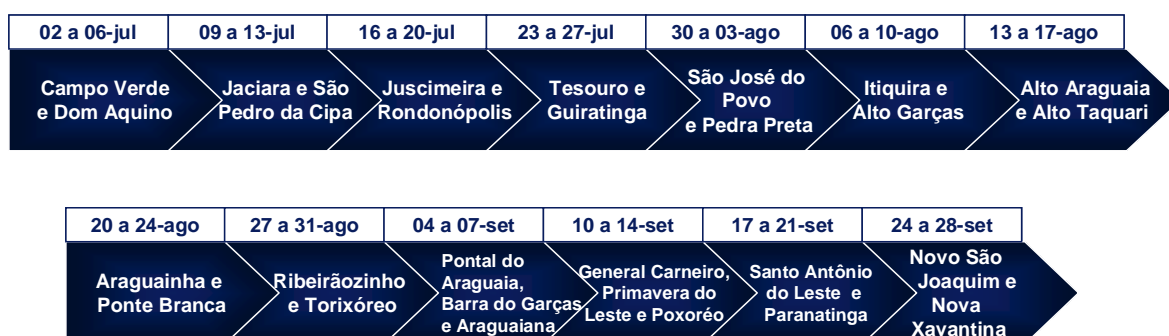 02 a 06-jul
09 a 13-jul
16 a 20-jul
23 a 27-jul
30 a 03-ago
06 a 10-ago
13 a 17-ago
Campo Verde
e Dom Aquino
Jaciara e São
Pedro da Cipa
Juscimeira e
Rondonópolis
Tesouro e
Guiratinga
São José do
Povo
e Pedra Preta
Itiquira e
Alto Garças
Alto Araguaia
e Alto Taquari
20 a 24-ago
27 a 31-ago
04 a 07-set
10 a 14-set
17 a 21-set
24 a 28-set
Araguainha e
Ponte Branca
Ribeirãozinho
e Torixóreo
Pontal do
Araguaia,
Barra do Garças
e Araguaiana
General Carneiro,
Primavera do
Leste e Poxoréo
Santo Antônio
do Leste e
Paranatinga
Novo São
Joaquim e
Nova
Xavantina